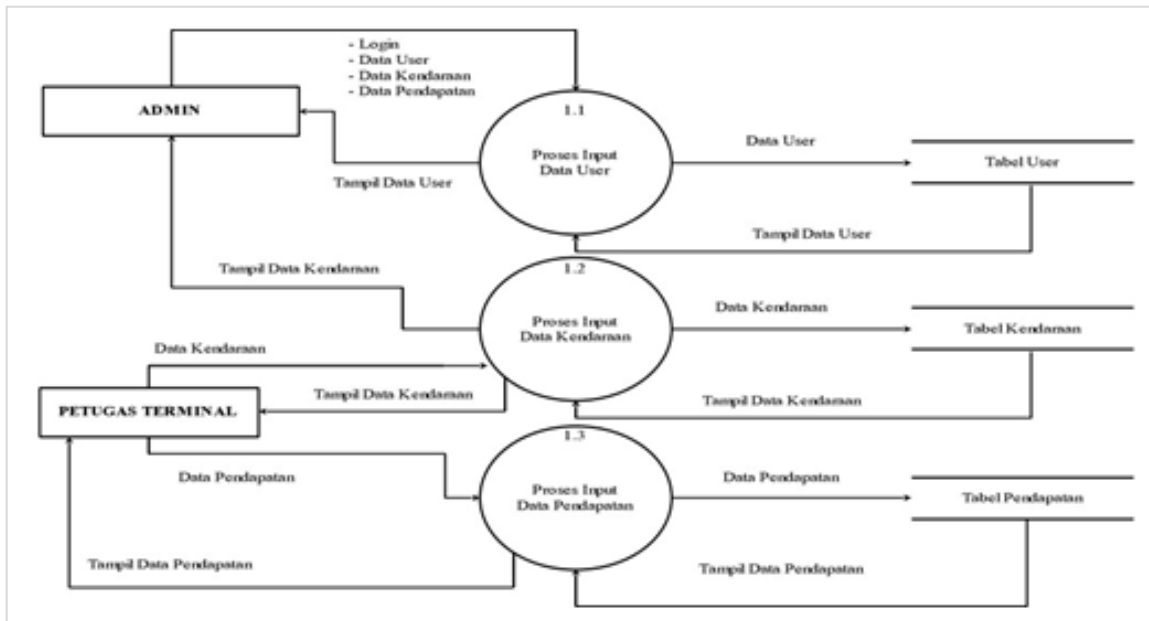 - Login
- Data User
- Data Kendaraan
- Data Pendapatan
ADMIN
1.1
Proses Input
Data User
Data User
Tabel User
Tampil Data User
Tampil Data User
1.2
Tampil Data Kendaraan
Proses Input
Data Kendaraan
Data Kendaraan
Tabel Kendaraan
Data Kendaraan
Tampil Data Kendaraan
Tampil Data Kendaraan
PETUGAS TERMINAL
1.3
Data Pendapatan
Proses Input
Data Pendapatan
Data Pendapatan
Tabel Pendapatan
Tampil Data Pendapatan
Tampil Data Pendapatan